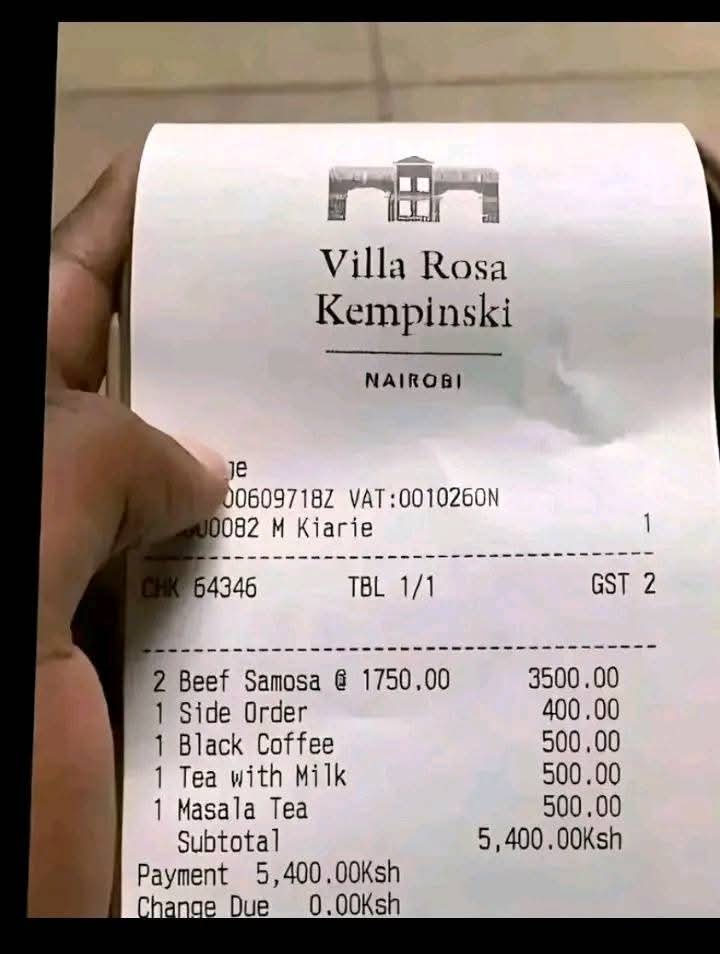 Villa Rosa
Kempinski
NAIROBI
00609718Z VAT:0010260N
M Kiarie 1
CHK 64346 TBL 1/1 GST 2
2 Beef Samosa @ 1750.00 3500.00
1 Side Order 400.00
1 Black Coffee 500.00
1 Tea with Milk 500.00
1 Masala Tea 500.00
Subtotal 5,400.00Ksh
Payment 5,400.00Ksh
Change Due 0.00Ksh